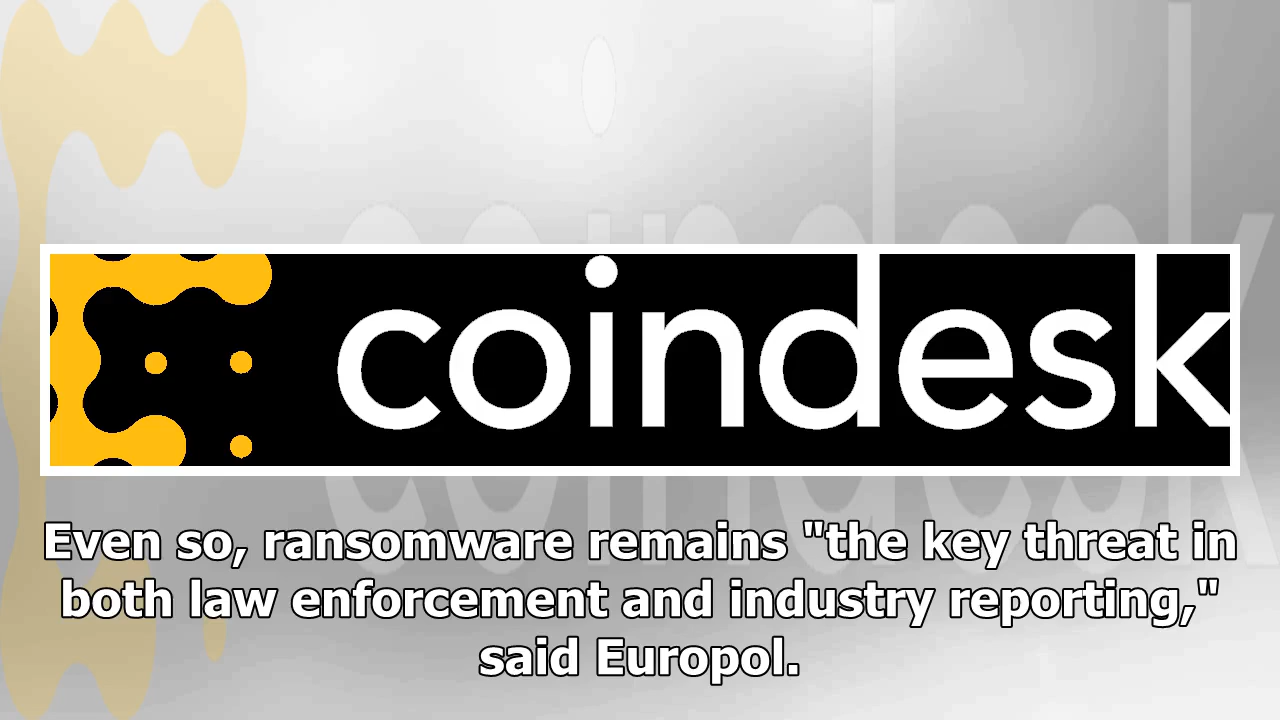 coindesk
Even so, ransomware remains "the key threat in
both law enforcement and industry reporting,"
said Europol.